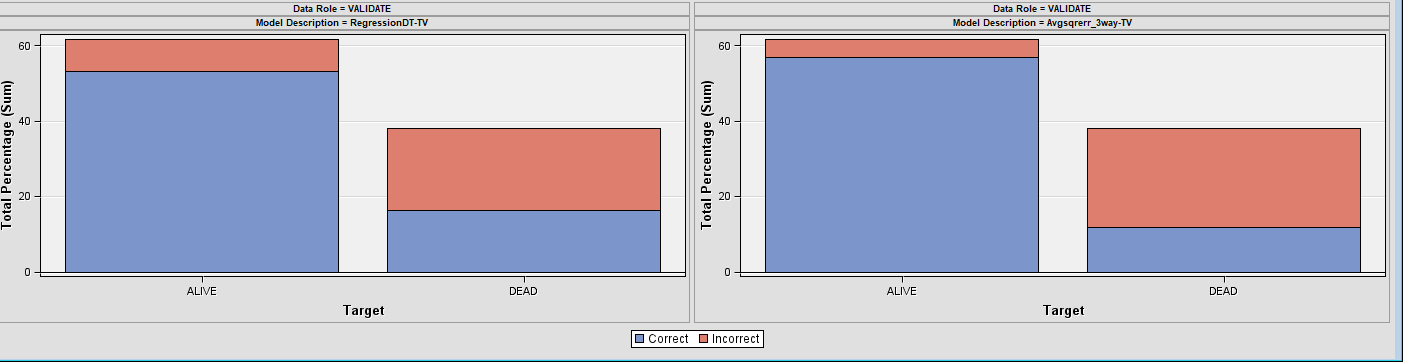 Data Role = VALIDATE
Model Description = RegressionDT-TV
Total Percentage (Sum)
60
40
20
0
ALIVE
DEAD
Target
Data Role = VALIDATE
Model Description = Avgsqrerr_3way-TV
Total Percentage (Sum)
60
40
20
0
ALIVE
DEAD
Target
Correct Incorrect